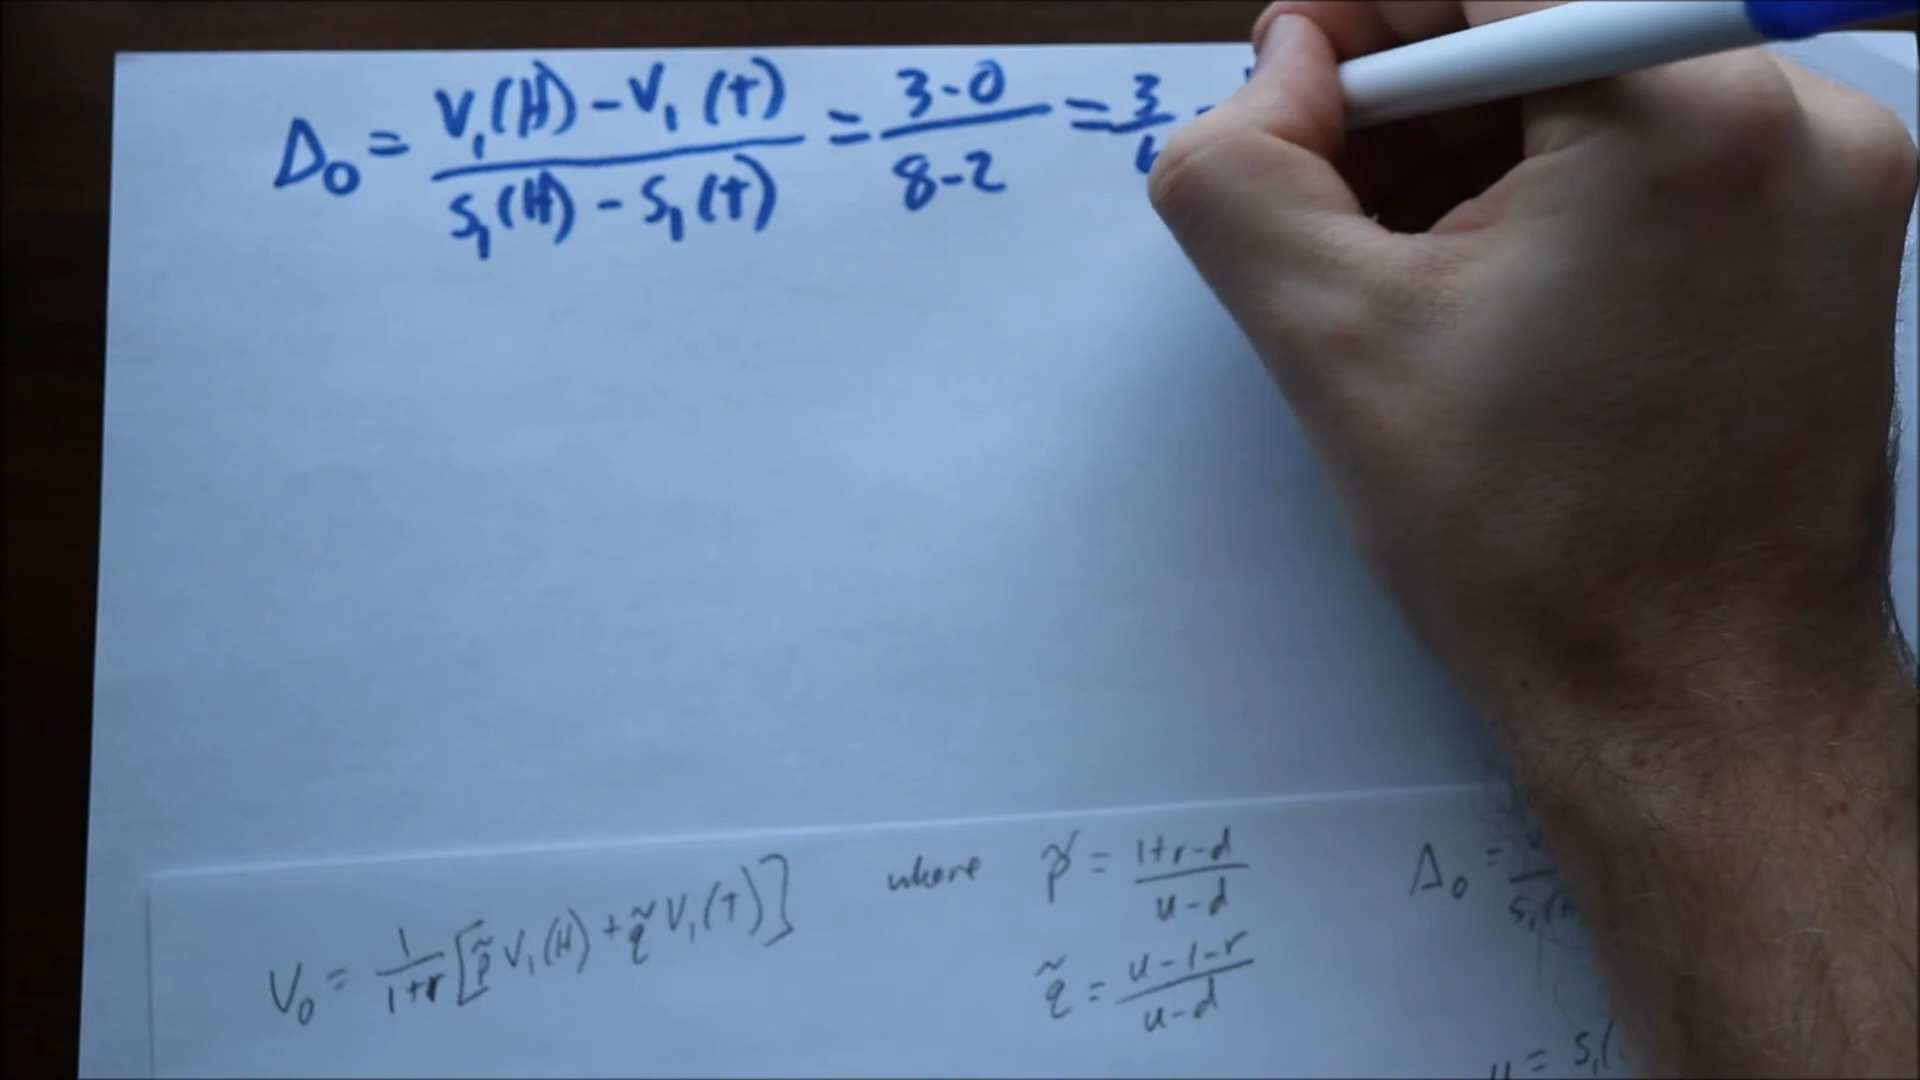 Δ₀ = (V₁(H) - V₁(T)) / (S₁(H) - S₁(T)) = (3-0) / (8-2) = 3/6
V₀ = 1/(1+r) [p̃ V₁(H) + q̃ V₁(T)] where p̃ = (1+r-d)/(u-d) Δ₀ =
q̃ = (u-1-r)/(u-d)
u = S₁(